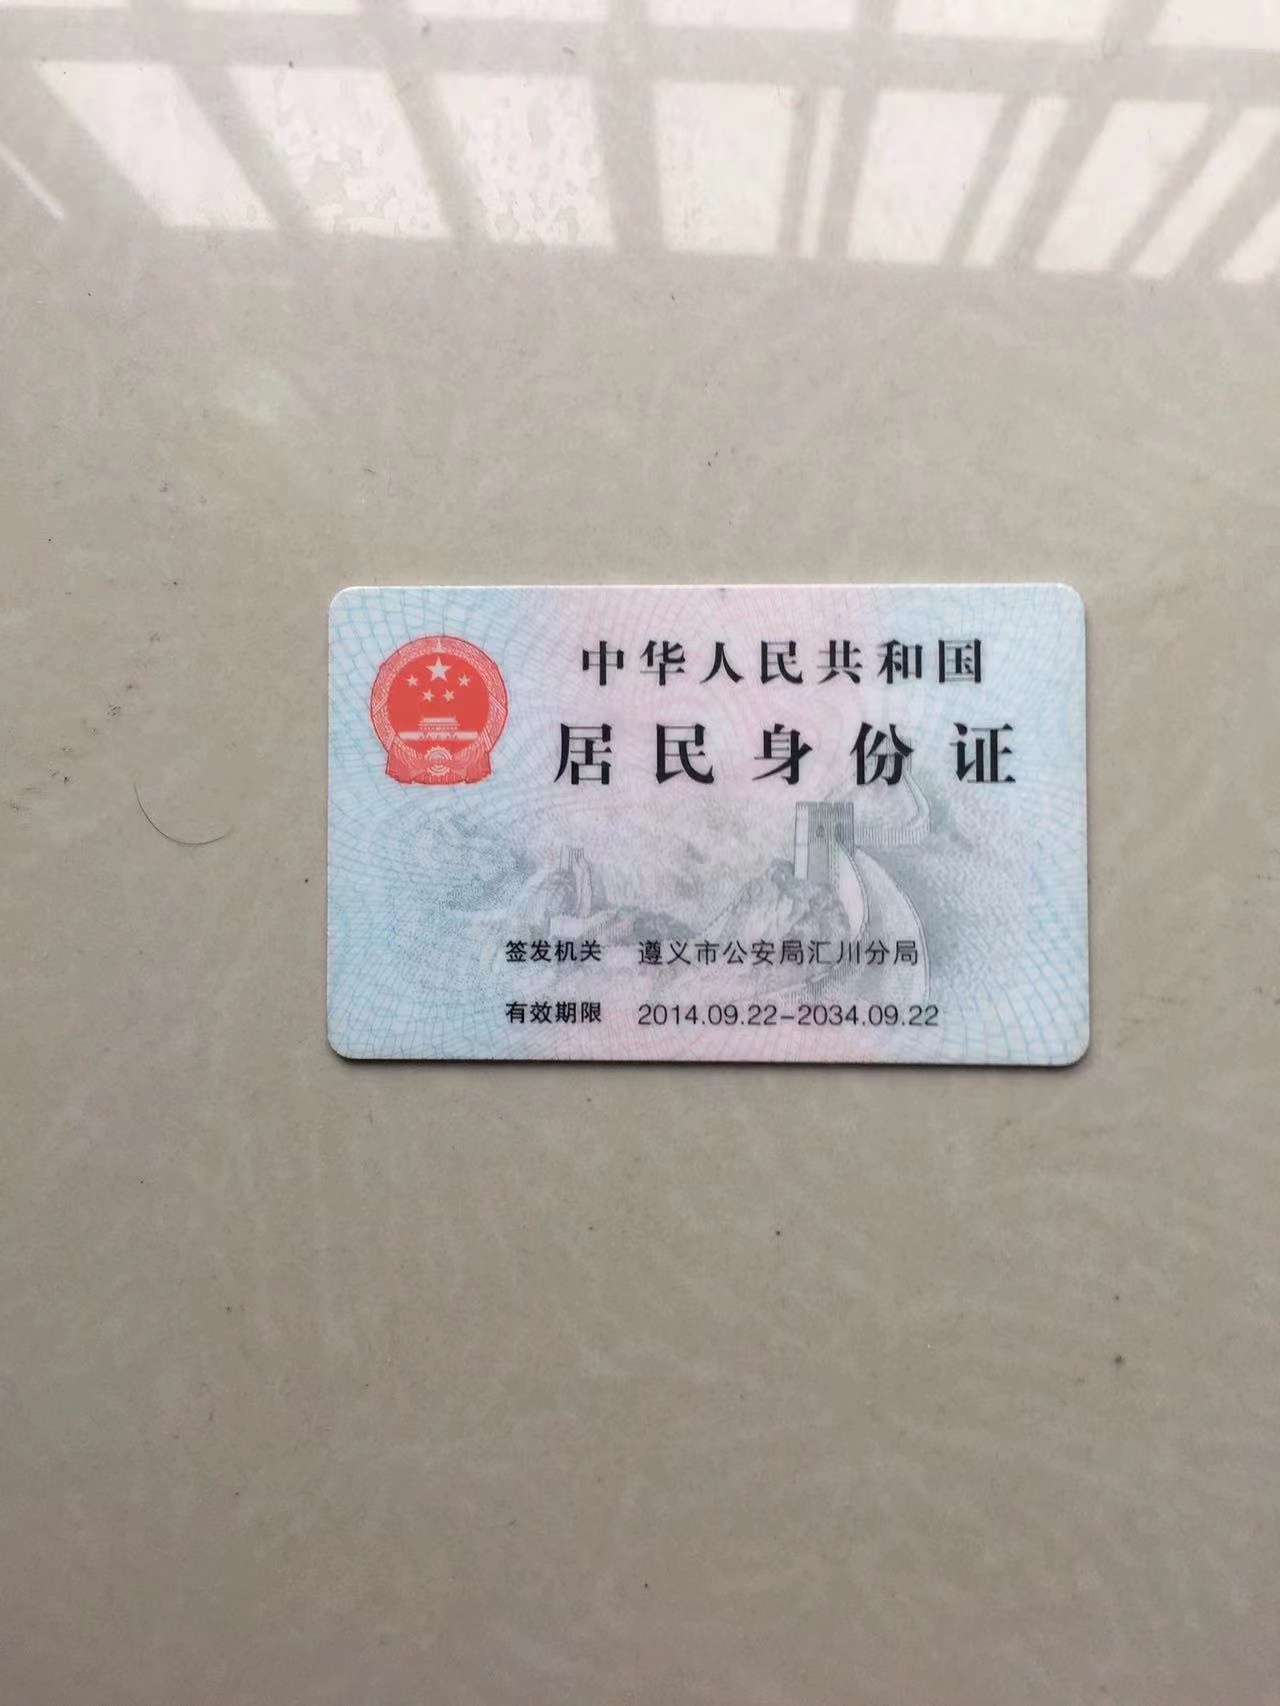 中华人民共和国
居民身份证
签发机关 遵义市公安局汇川分局
有效期限 2014.09.22-2034.09.22